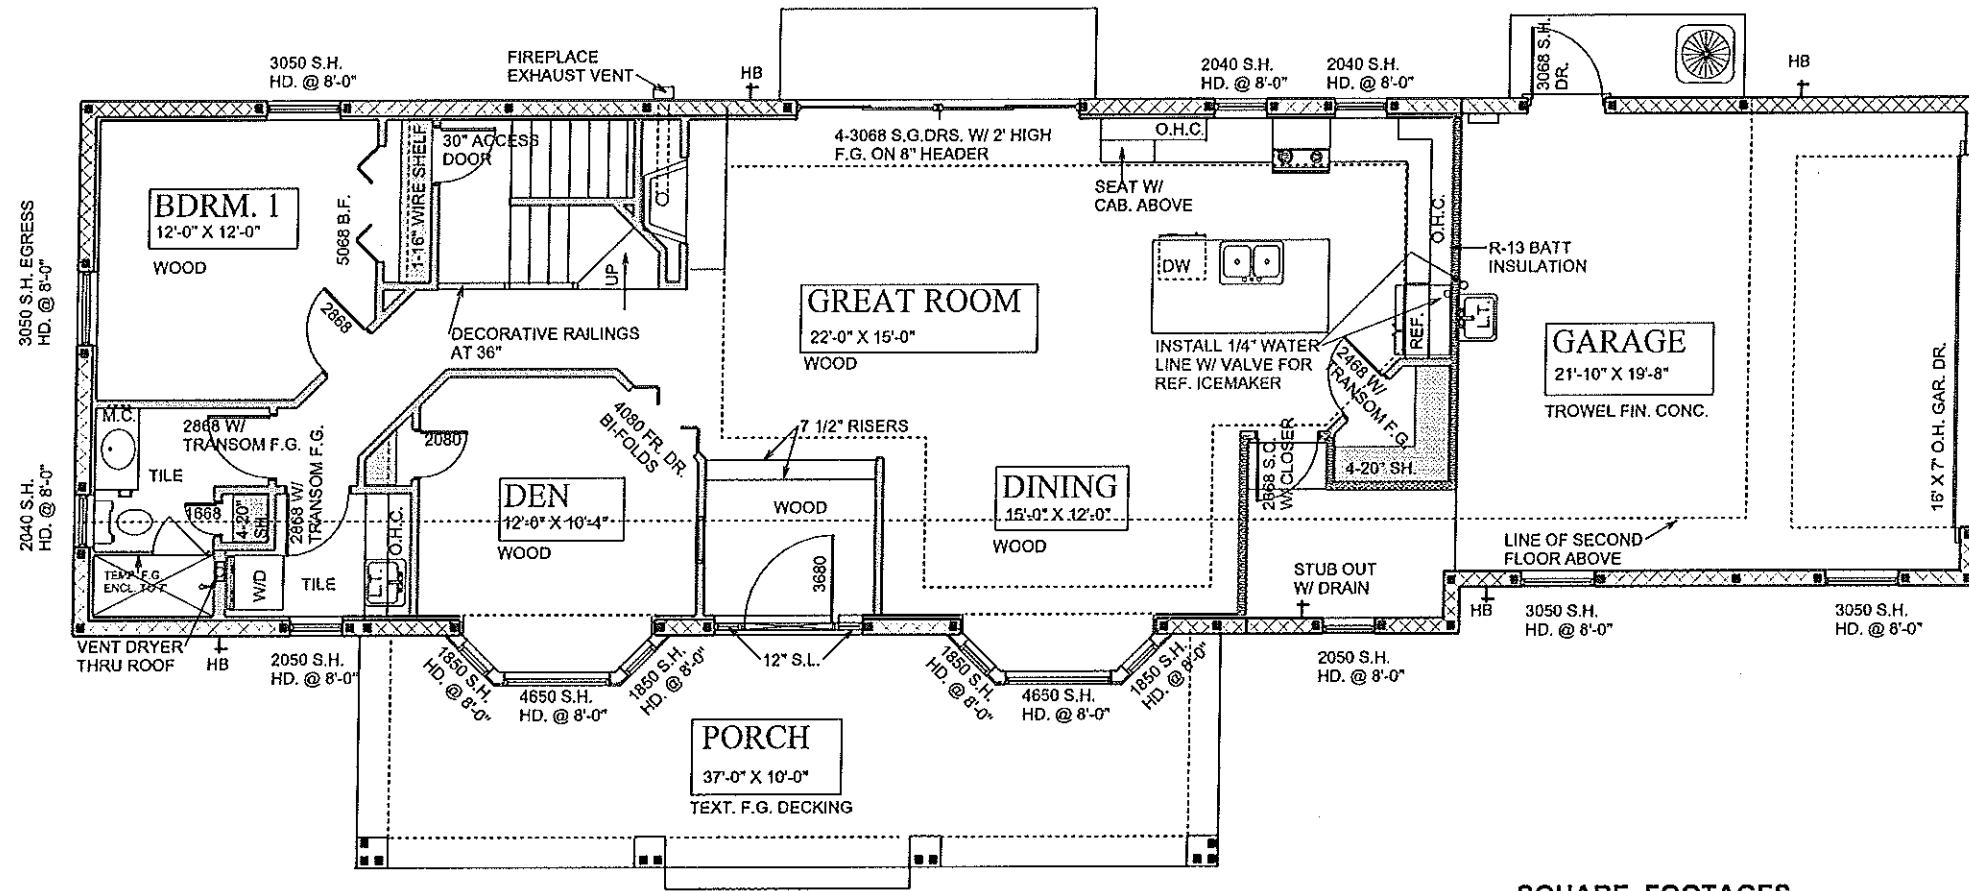 3050 S.H.
HD. @ 8'-0"
FIREPLACE
EXHAUST VENT
HB
2040 S.H.
HD. @ 8'-0"
2040 S.H.
HD. @ 8'-0"
3068 S.H.
DR.
HB
30" ACCESS
DOOR
4-3068 S.G.DRS. W/ 2' HIGH
F.G. ON 8" HEADER
O.H.C.
SEAT W/
CAB. ABOVE
BDRM. 1
12'-0" X 12'-0"
WOOD
5068 B.F.
1-16" WIRE SHELF
3050 S.H. EGRESS
HD. @ 8'-0"
UP
2868
DECORATIVE RAILINGS
AT 36"
GREAT ROOM
22'-0" X 15'-0"
WOOD
DW
O.H.C.
R-13 BATT
INSULATION
REF.
L.T.
INSTALL 1/4" WATER
LINE W/ VALVE FOR
REF. ICEMAKER
GARAGE
21'-10" X 19'-8"
TROWEL FIN. CONC.
16' X 7' O.H. GAR. DR.
2468 W/
TRANSOM F.G.
M.C.
2868 W/
TRANSOM F.G.
TILE
2080
4080 FR. DR.
BI-FOLDS
7 1/2" RISERS
2040 S.H.
HD. @ 8'-0"
1668
4-20"
SH.
2868 W/
TRANSOM F.G.
O.H.C.
DEN
12'-0" X 10'-4"
WOOD
WOOD
3680
DINING
15'-0" X 12'-0"
WOOD
2668 S.C.
W/ CLOSER
4-20" SH.
LINE OF SECOND
FLOOR ABOVE
TEMP. F.G.
ENCL. TO 7'
W/D
TILE
L.T.
STUB OUT
W/ DRAIN
VENT DRYER
THRU ROOF
HB
2050 S.H.
HD. @ 8'-0"
1850 S.H.
HD. @ 8'-0"
4650 S.H.
HD. @ 8'-0"
1850 S.H.
HD. @ 8'-0"
12" S.L.
1850 S.H.
HD. @ 8'-0"
4650 S.H.
HD. @ 8'-0"
1850 S.H.
HD. @ 8'-0"
2050 S.H.
HD. @ 8'-0"
HB
3050 S.H.
HD. @ 8'-0"
3050 S.H.
HD. @ 8'-0"
PORCH
37'-0" X 10'-0"
TEXT. F.G. DECKING
SQUARE FOOTAGES